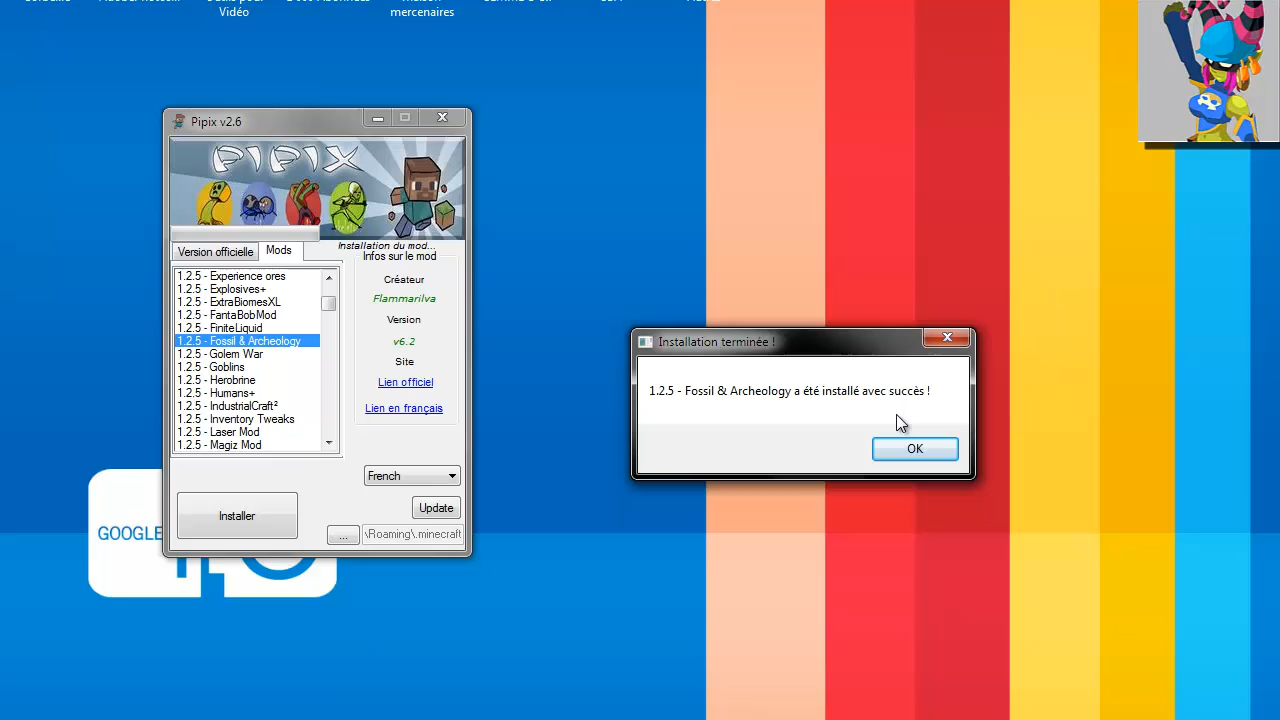 Vidéo
mercenaires
Pipix v2.6
PIPIX
Version officielle
Mods
Installation du mod...
Infos sur le mod
1.2.5 - Experience ores
1.2.5 - Explosives+
1.2.5 - ExtraBiomesXL
1.2.5 - FantaBobMod
1.2.5 - FiniteLiquid
1.2.5 - Fossil & Archeology
1.2.5 - Golem War
1.2.5 - Goblins
1.2.5 - Herobrine
1.2.5 - Humans+
1.2.5 - IndustrialCraft²
1.2.5 - Inventory Tweaks
1.2.5 - Laser Mod
1.2.5 - Magiz Mod
Créateur
Flammarilva
Version
v6.2
Site
Lien officiel
Lien en français
French
Update
Installer
...
\Roaming\.minecraft
GOOGLE
Installation terminée !
1.2.5 - Fossil & Archeology a été installé avec succès !
OK